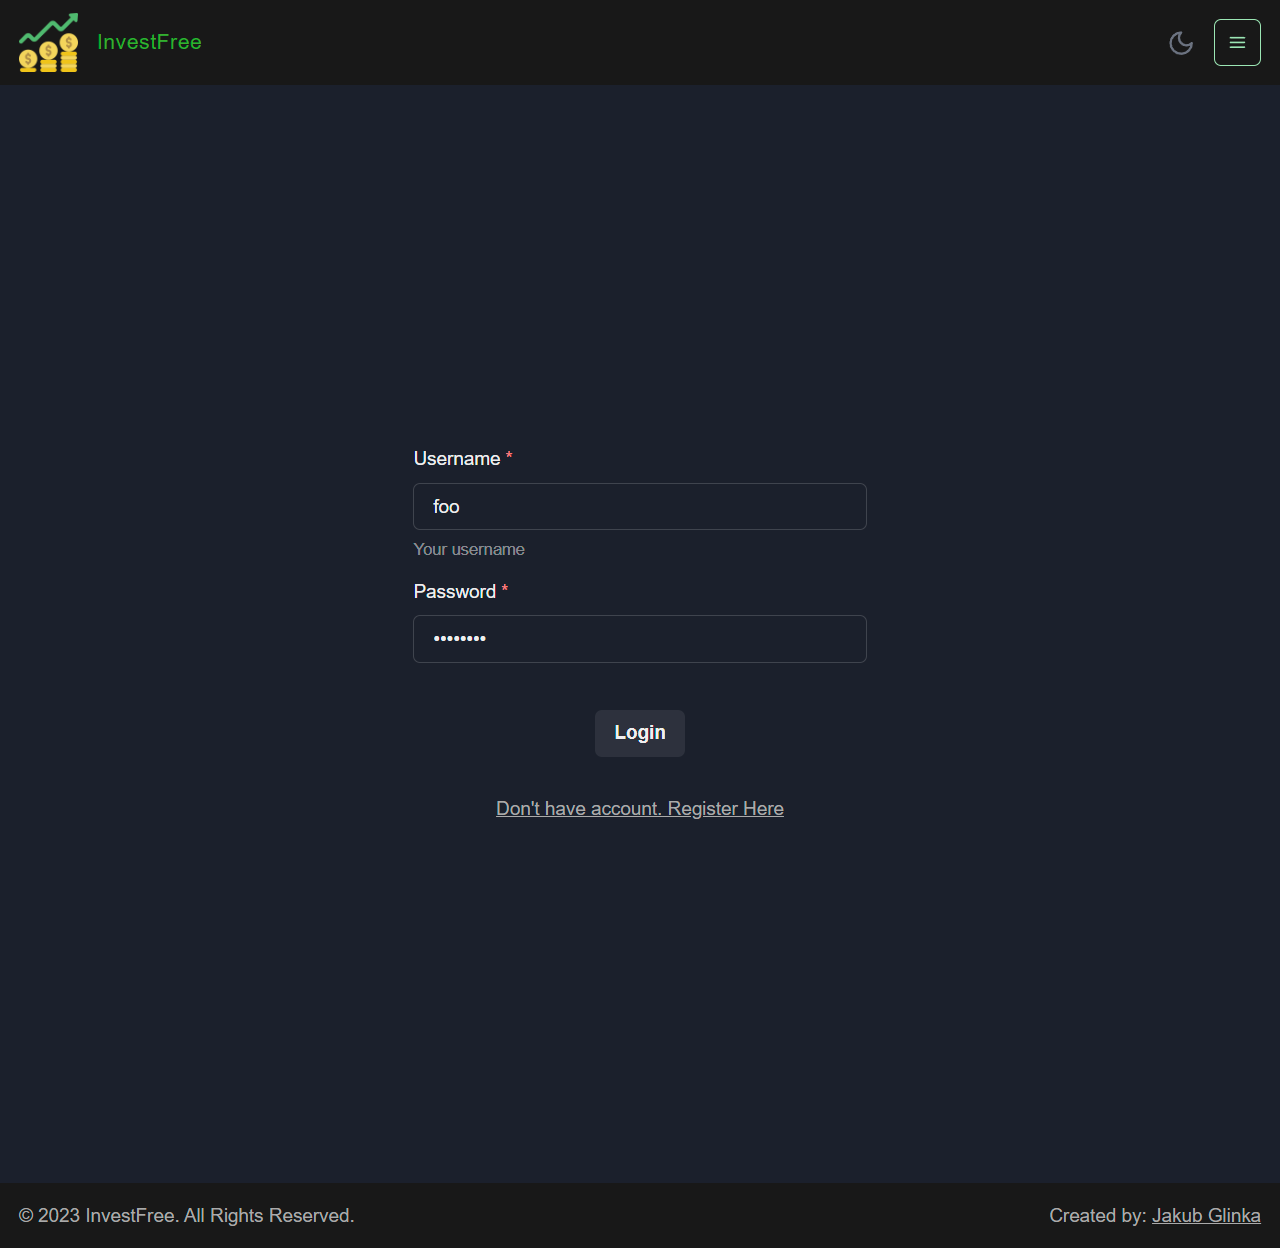 InvestFree
Username *
foo
Your username
Password *
••••••••
Login
Don't have account. Register Here
© 2023 InvestFree. All Rights Reserved.
Created by: Jakub Glinka